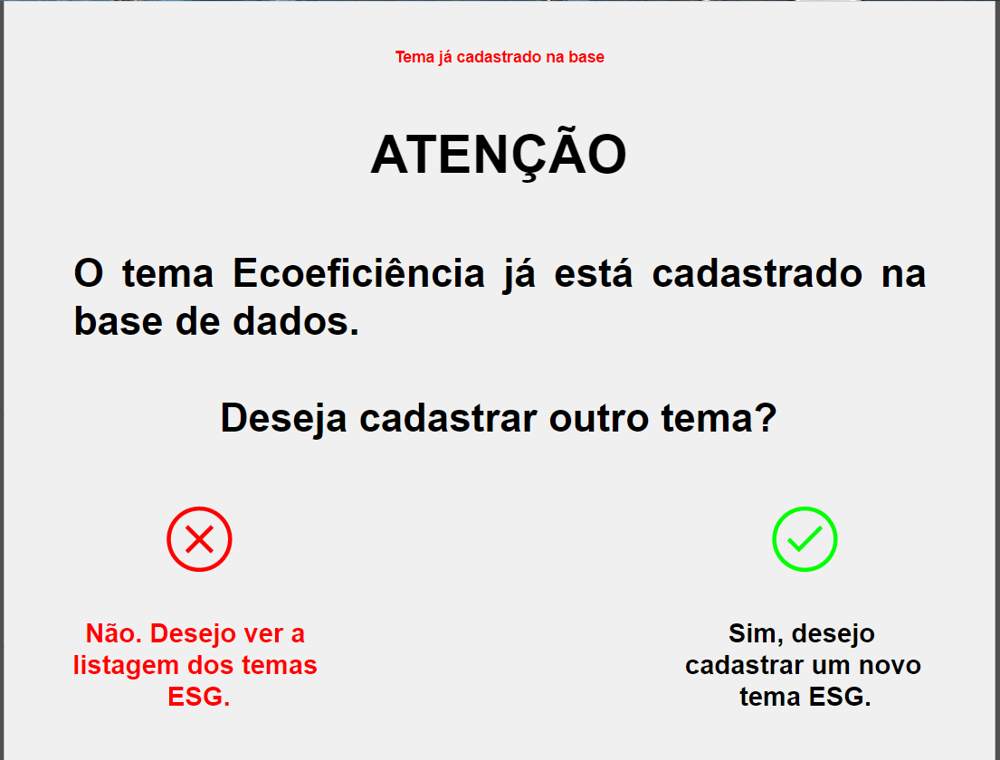 Tema já cadastrado na base
ATENÇÃO
O tema Ecoeficiência já está cadastrado na
base de dados.
Deseja cadastrar outro tema?
Não. Desejo ver a
listagem dos temas
ESG.
Sim, desejo
cadastrar um novo
tema ESG.